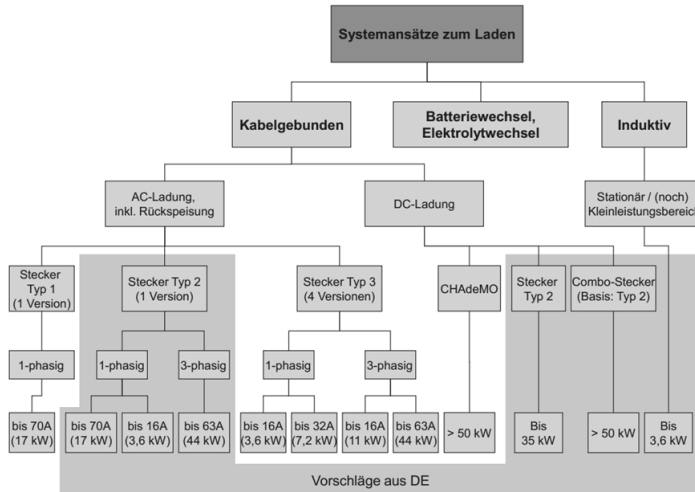 Systemansätze zum Laden
Kabelgebunden
Batteriewechsel,
Elektrolytwechsel
Induktiv
AC-Ladung,
inkl. Rückspeisung
DC-Ladung
Stationär / (noch)
Kleinleistungsbereich
Stecker
Typ 1
(1 Version)
Stecker Typ 2
(1 Version)
Stecker Typ 3
(4 Versionen)
CHAdeMO
Stecker
Typ 2
Combo-Stecker
(Basis: Typ 2)
1-phasig
1-phasig
3-phasig
1-phasig
3-phasig
bis 70A
(17 kW)
bis 70A
(17 kW)
bis 16A
(3,6 kW)
bis 63A
(44 kW)
bis 16A
(3,6 kW)
bis 32A
(7,2 kW)
bis 16A
(11 kW)
bis 63A
(44 kW)
> 50 kW
Bis
35 kW
> 50 kW
Bis
3,6 kW
Vorschläge aus DE